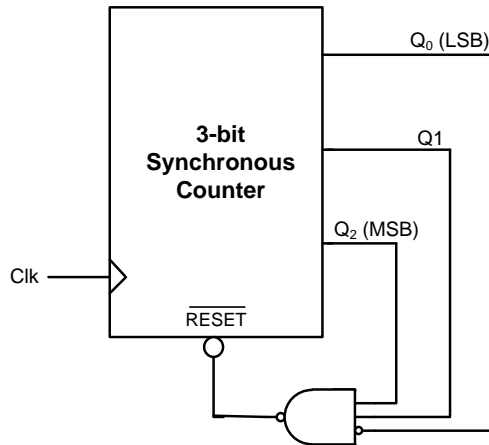 Q0 (LSB)
3-bit
Synchronous
Counter
Q1
Q2 (MSB)
Clk
RESET